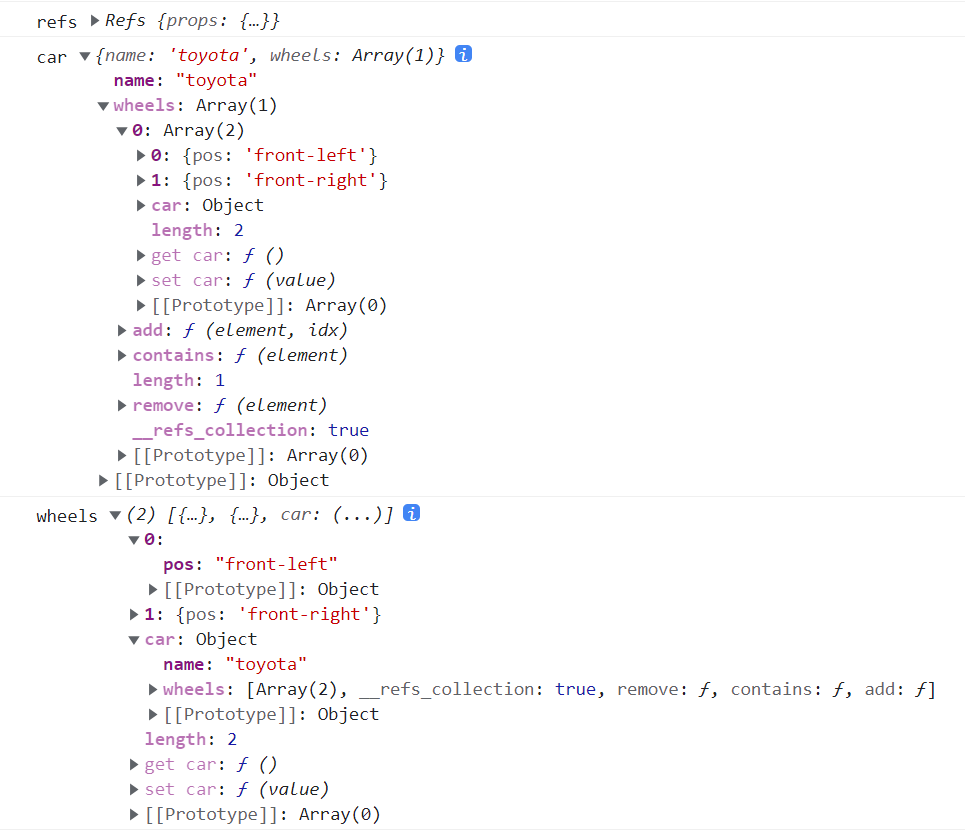 refs ▶Refs {props: {…}}
car ▼{name: 'toyota', wheels: Array(1)} i
name: "toyota"
▼wheels: Array(1)
▼0: Array(2)
▶0: {pos: 'front-left'}
▶1: {pos: 'front-right'}
▶car: Object
length: 2
▶get car: ƒ ()
▶set car: ƒ (value)
▶[[Prototype]]: Array(0)
▶add: ƒ (element, idx)
▶contains: ƒ (element)
length: 1
▶remove: ƒ (element)
__refs_collection: true
▶[[Prototype]]: Array(0)
▶[[Prototype]]: Object
wheels ▼(2) [{…}, {…}, car: (...)] i
▼0:
pos: "front-left"
▶[[Prototype]]: Object
▶1: {pos: 'front-right'}
▼car: Object
name: "toyota"
▶wheels: [Array(2), __refs_collection: true, remove: ƒ, contains: ƒ, add: ƒ]
▶[[Prototype]]: Object
length: 2
▶get car: ƒ ()
▶set car: ƒ (value)
▶[[Prototype]]: Array(0)